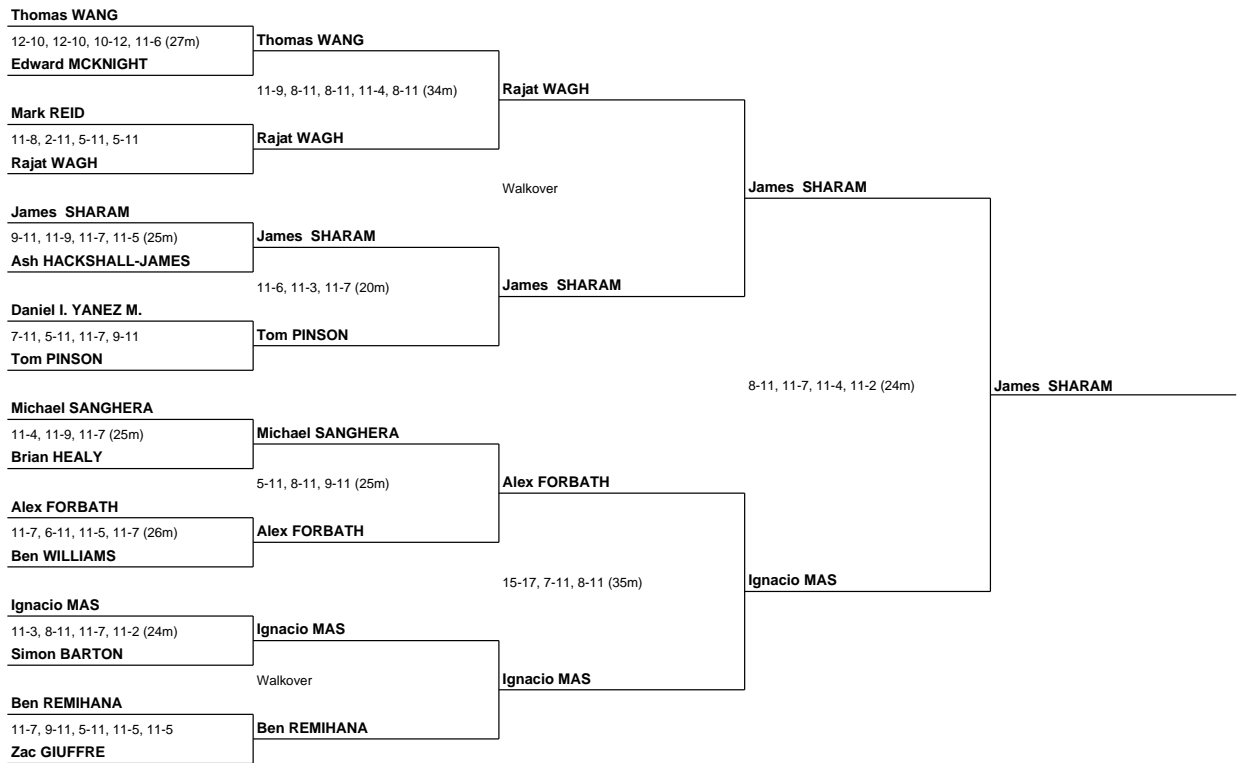 Thomas WANG
12-10, 12-10, 10-12, 11-6 (27m)
Edward MCKNIGHT
Mark REID
11-8, 2-11, 5-11, 5-11
Rajat WAGH
James  SHARAM
9-11, 11-9, 11-7, 11-5 (25m)
Ash HACKSHALL-JAMES
Daniel I. YANEZ M.
7-11, 5-11, 11-7, 9-11
Tom PINSON
Michael SANGHERA
11-4, 11-9, 11-7 (25m)
Brian HEALY
Alex FORBATH
11-7, 6-11, 11-5, 11-7 (26m)
Ben WILLIAMS
Ignacio MAS
11-3, 8-11, 11-7, 11-2 (24m)
Simon BARTON
Ben REMIHANA
11-7, 9-11, 5-11, 11-5, 11-5
Zac GIUFFRE
Thomas WANG
11-9, 8-11, 8-11, 11-4, 8-11 (34m)
Rajat WAGH
James  SHARAM
11-6, 11-3, 11-7 (20m)
Tom PINSON
Michael SANGHERA
5-11, 8-11, 9-11 (25m)
Alex FORBATH
Ignacio MAS
Walkover
Ben REMIHANA
Rajat WAGH
Walkover
James  SHARAM
Alex FORBATH
15-17, 7-11, 8-11 (35m)
Ignacio MAS
James  SHARAM
8-11, 11-7, 11-4, 11-2 (24m)
Ignacio MAS
James  SHARAM